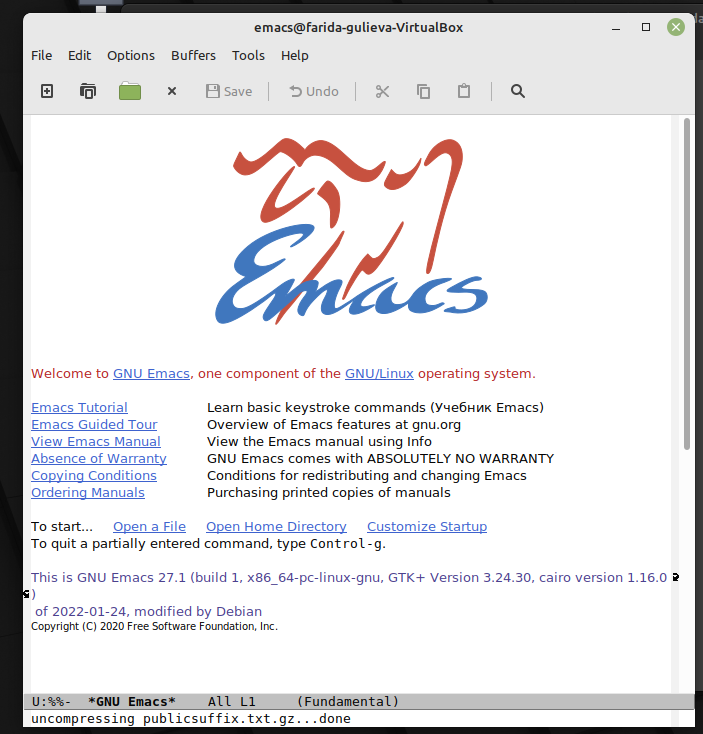 emacs@farida-gulieva-VirtualBox
File Edit Options Buffers Tools Help
Save Undo
Emacs
Welcome to GNU Emacs, one component of the GNU/Linux operating system.
Emacs Tutorial Learn basic keystroke commands (Учебник Emacs)
Emacs Guided Tour Overview of Emacs features at gnu.org
View Emacs Manual View the Emacs manual using Info
Absence of Warranty GNU Emacs comes with ABSOLUTELY NO WARRANTY
Copying Conditions Conditions for redistributing and changing Emacs
Ordering Manuals Purchasing printed copies of manuals
To start... Open a File Open Home Directory Customize Startup
To quit a partially entered command, type Control-g.
This is GNU Emacs 27.1 (build 1, x86_64-pc-linux-gnu, GTK+ Version 3.24.30, cairo version 1.16.0
)
of 2022-01-24, modified by Debian
Copyright (C) 2020 Free Software Foundation, Inc.
U:%%- *GNU Emacs* All L1 (Fundamental)
uncompressing publicsuffix.txt.gz...done